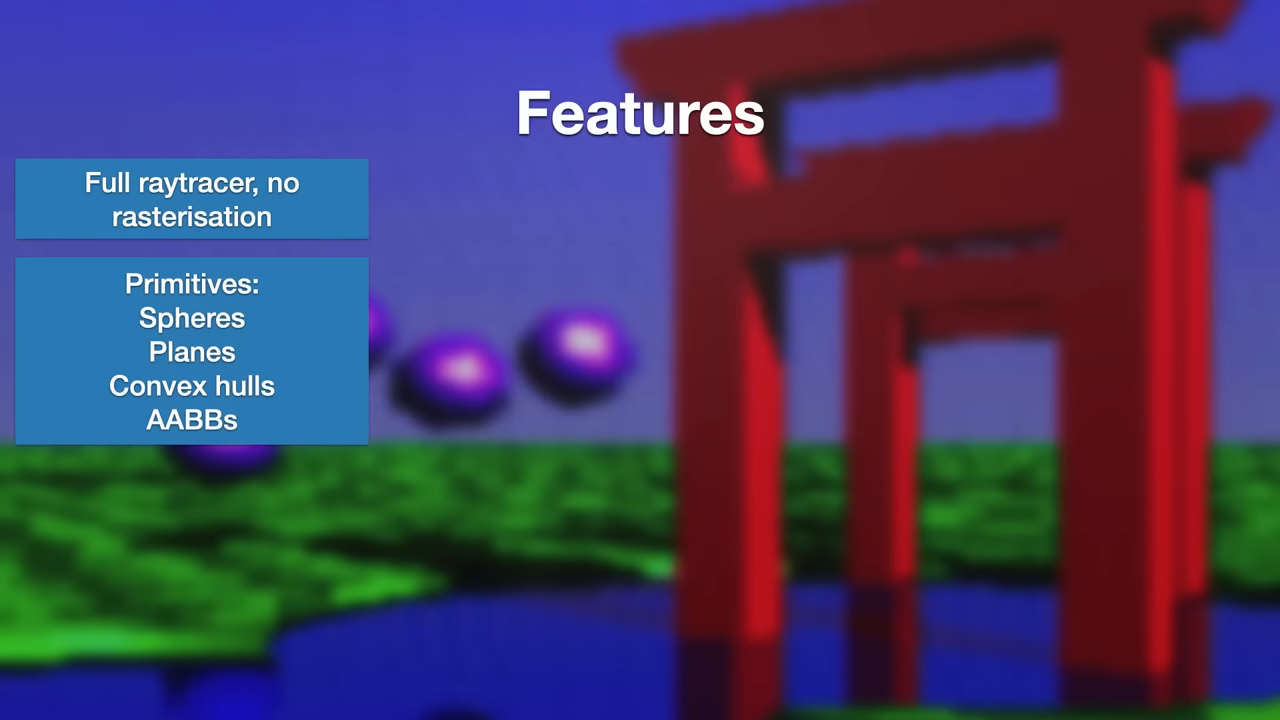 Features
Full raytracer, no
rasterisation
Primitives:
Spheres
Planes
Convex hulls
AABBs